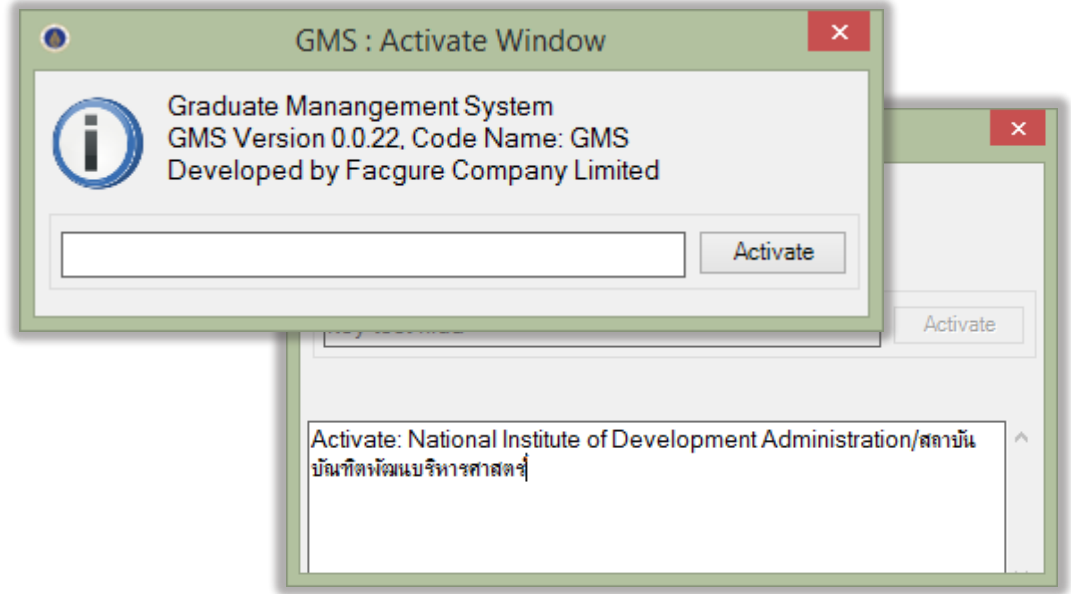 GMS : Activate Window
Graduate Manangement System
GMS Version 0.0.22, Code Name: GMS
Developed by Facgure Company Limited
Activate
Activate
Activate: National Institute of Development Administration/สถาบัน
บัณฑิตพัฒนบริหารศาสตร์